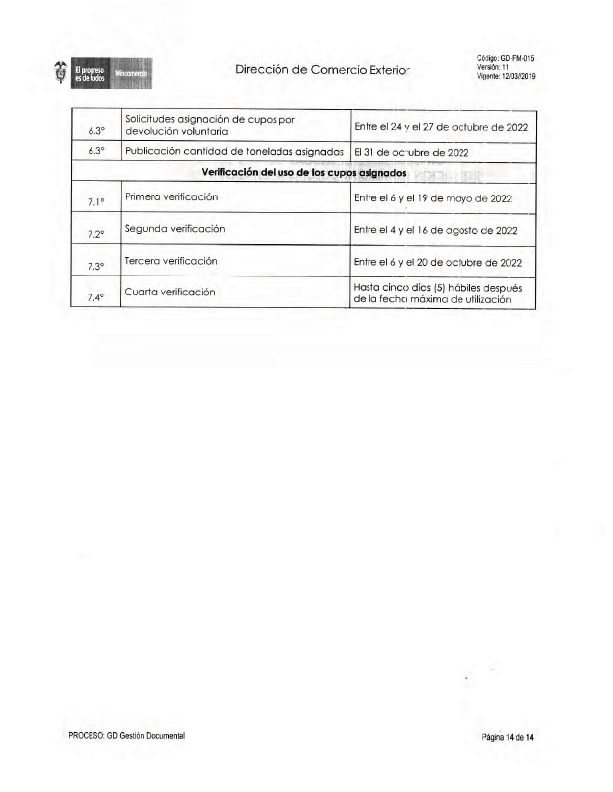 El progreso
es de todos
Mincomercio
Dirección de Comercio Exterior
Código: GD-FM-015
Versión: 11
Vigente: 12/03//2019
6.3° Solicitudes asignación de cupos por devolución voluntaria Entre el 24 y el 27 de octubre de 2022
6.3° Publicación cantidad de toneladas asignadas El 31 de octubre de 2022
Verificación del uso de los cupos asignados
7.1° Primera verificación Entre el 6 y el 19 de mayo de 2022
7.2° Segunda verificación Entre el 4 y el 16 de agosto de 2022
7.3° Tercera verificación Entre el 6 y el 20 de octubre de 2022
7.4° Cuarta verificación Hasta cinco días (5) hábiles después de la fecha máxima de utilización
PROCESO: GD Gestión Documental
Página 14 de 14